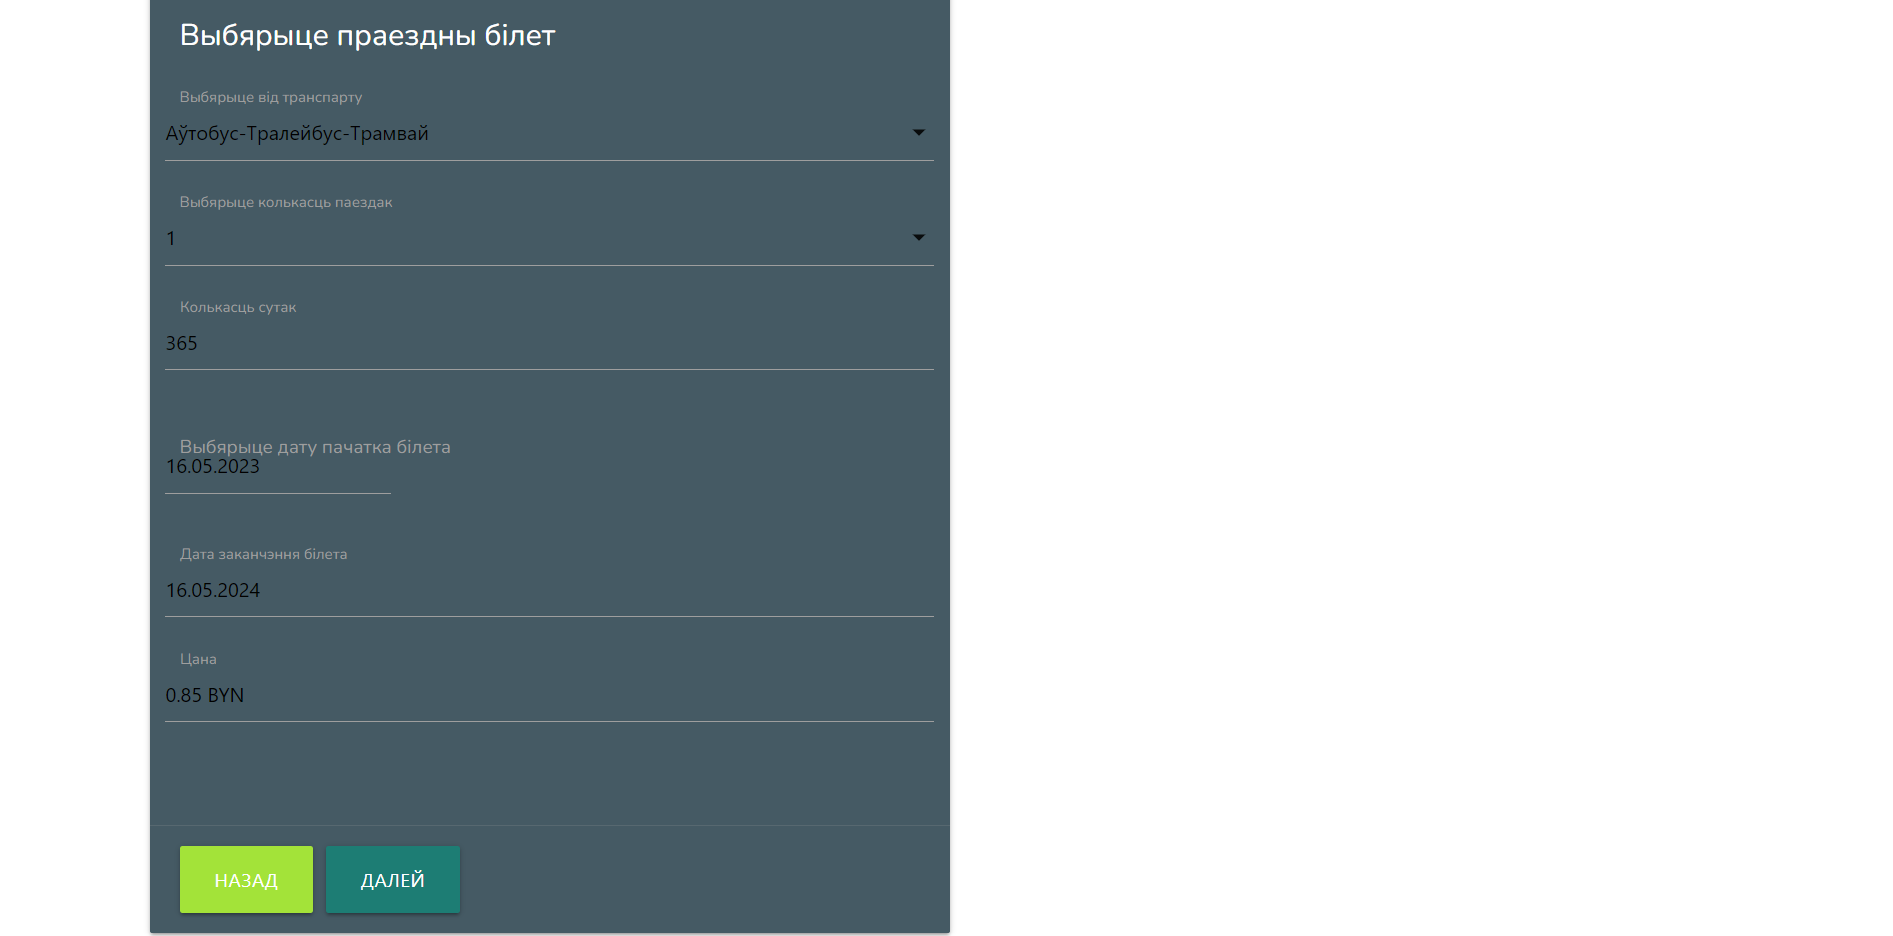 Выбярыце праездны білет
Выбярыце від транспарту
Аўтобус-Тралейбус-Трамвай
Выбярыце колькасць паездак
1
Колькасць сутак
365
Выбярыце дату пачатка білета
16.05.2023
Дата заканчэння білета
16.05.2024
Цана
0.85 BYN
НАЗАД
ДАЛЕЙ